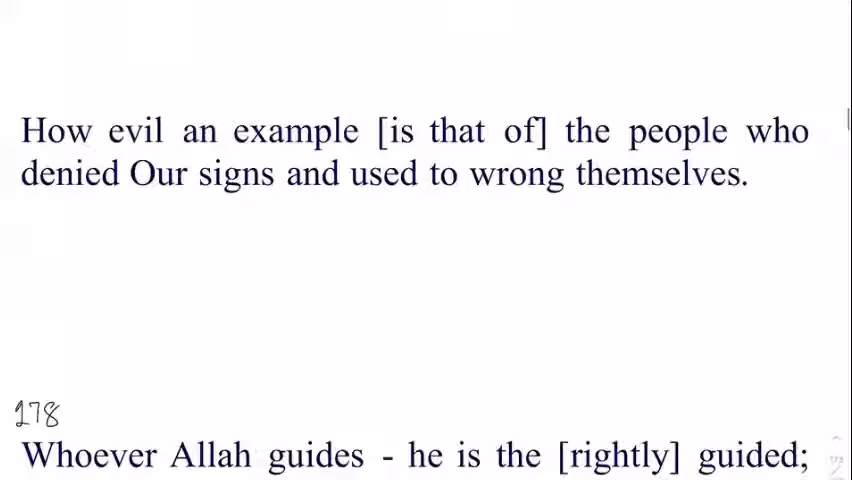 How evil an example [is that of] the people who
denied Our signs and used to wrong themselves.
178
Whoever Allah guides - he is the [rightly] guided;